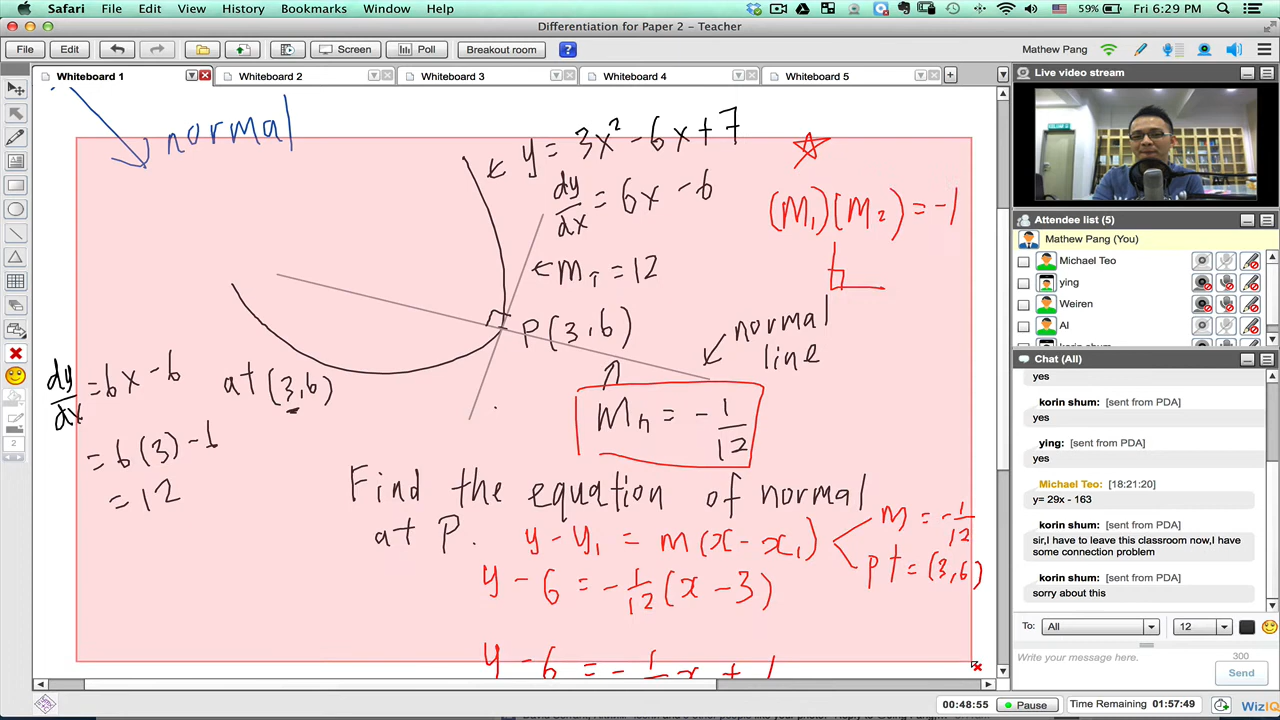 Safari File Edit View History Bookmarks Window Help 59% Fri 6:29 PM
Differentiation for Paper 2 - Teacher
File Edit Screen Poll Breakout room ? Mathew Pang
Whiteboard 1 Whiteboard 2 Whiteboard 3 Whiteboard 4 Whiteboard 5
normal
y = 3x² - 6x + 7
dy/dx = 6x - 6
(m₁)(m₂) = -1
m_T = 12
P(3,6)
normal
line
dy/dx = 6x - 6 at (3,6)
= 6(3) - 6
= 12
m_n = -1/12
Find the equation of normal
at P.
y - y₁ = m(x - x₁)
m = -1/12
pt = (3,6)
y - 6 = -1/12(x - 3)
2
Live video stream
Attendee list (5)
Mathew Pang (You)
Michael Teo
ying
Weiren
Al
korin shum
Chat (All)
yes
korin shum: [sent from PDA]
yes
ying: [sent from PDA]
yes
Michael Teo: [18:21:20]
y= 29x - 163
korin shum: [sent from PDA]
sir,I have to leave this classroom now,I have
some connection problem
korin shum: [sent from PDA]
sorry about this
To: All 12
Write your message here. 300
Send
00:48:55 Pause Time Remaining 01:57:49 WizIQ